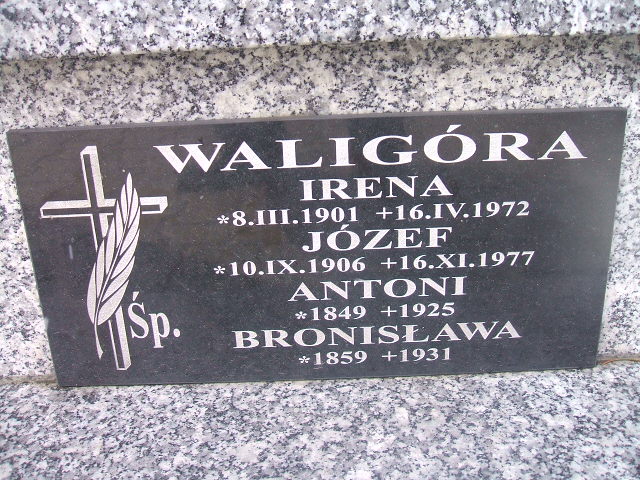 WALIGÓRA
IRENA
*8.III.1901 +16.IV.1972
JÓZEF
*10.IX.1906 +16.XI.1977
ANTONI
*1849 +1925
BRONISŁAWA
*1859 +1931
Śp.